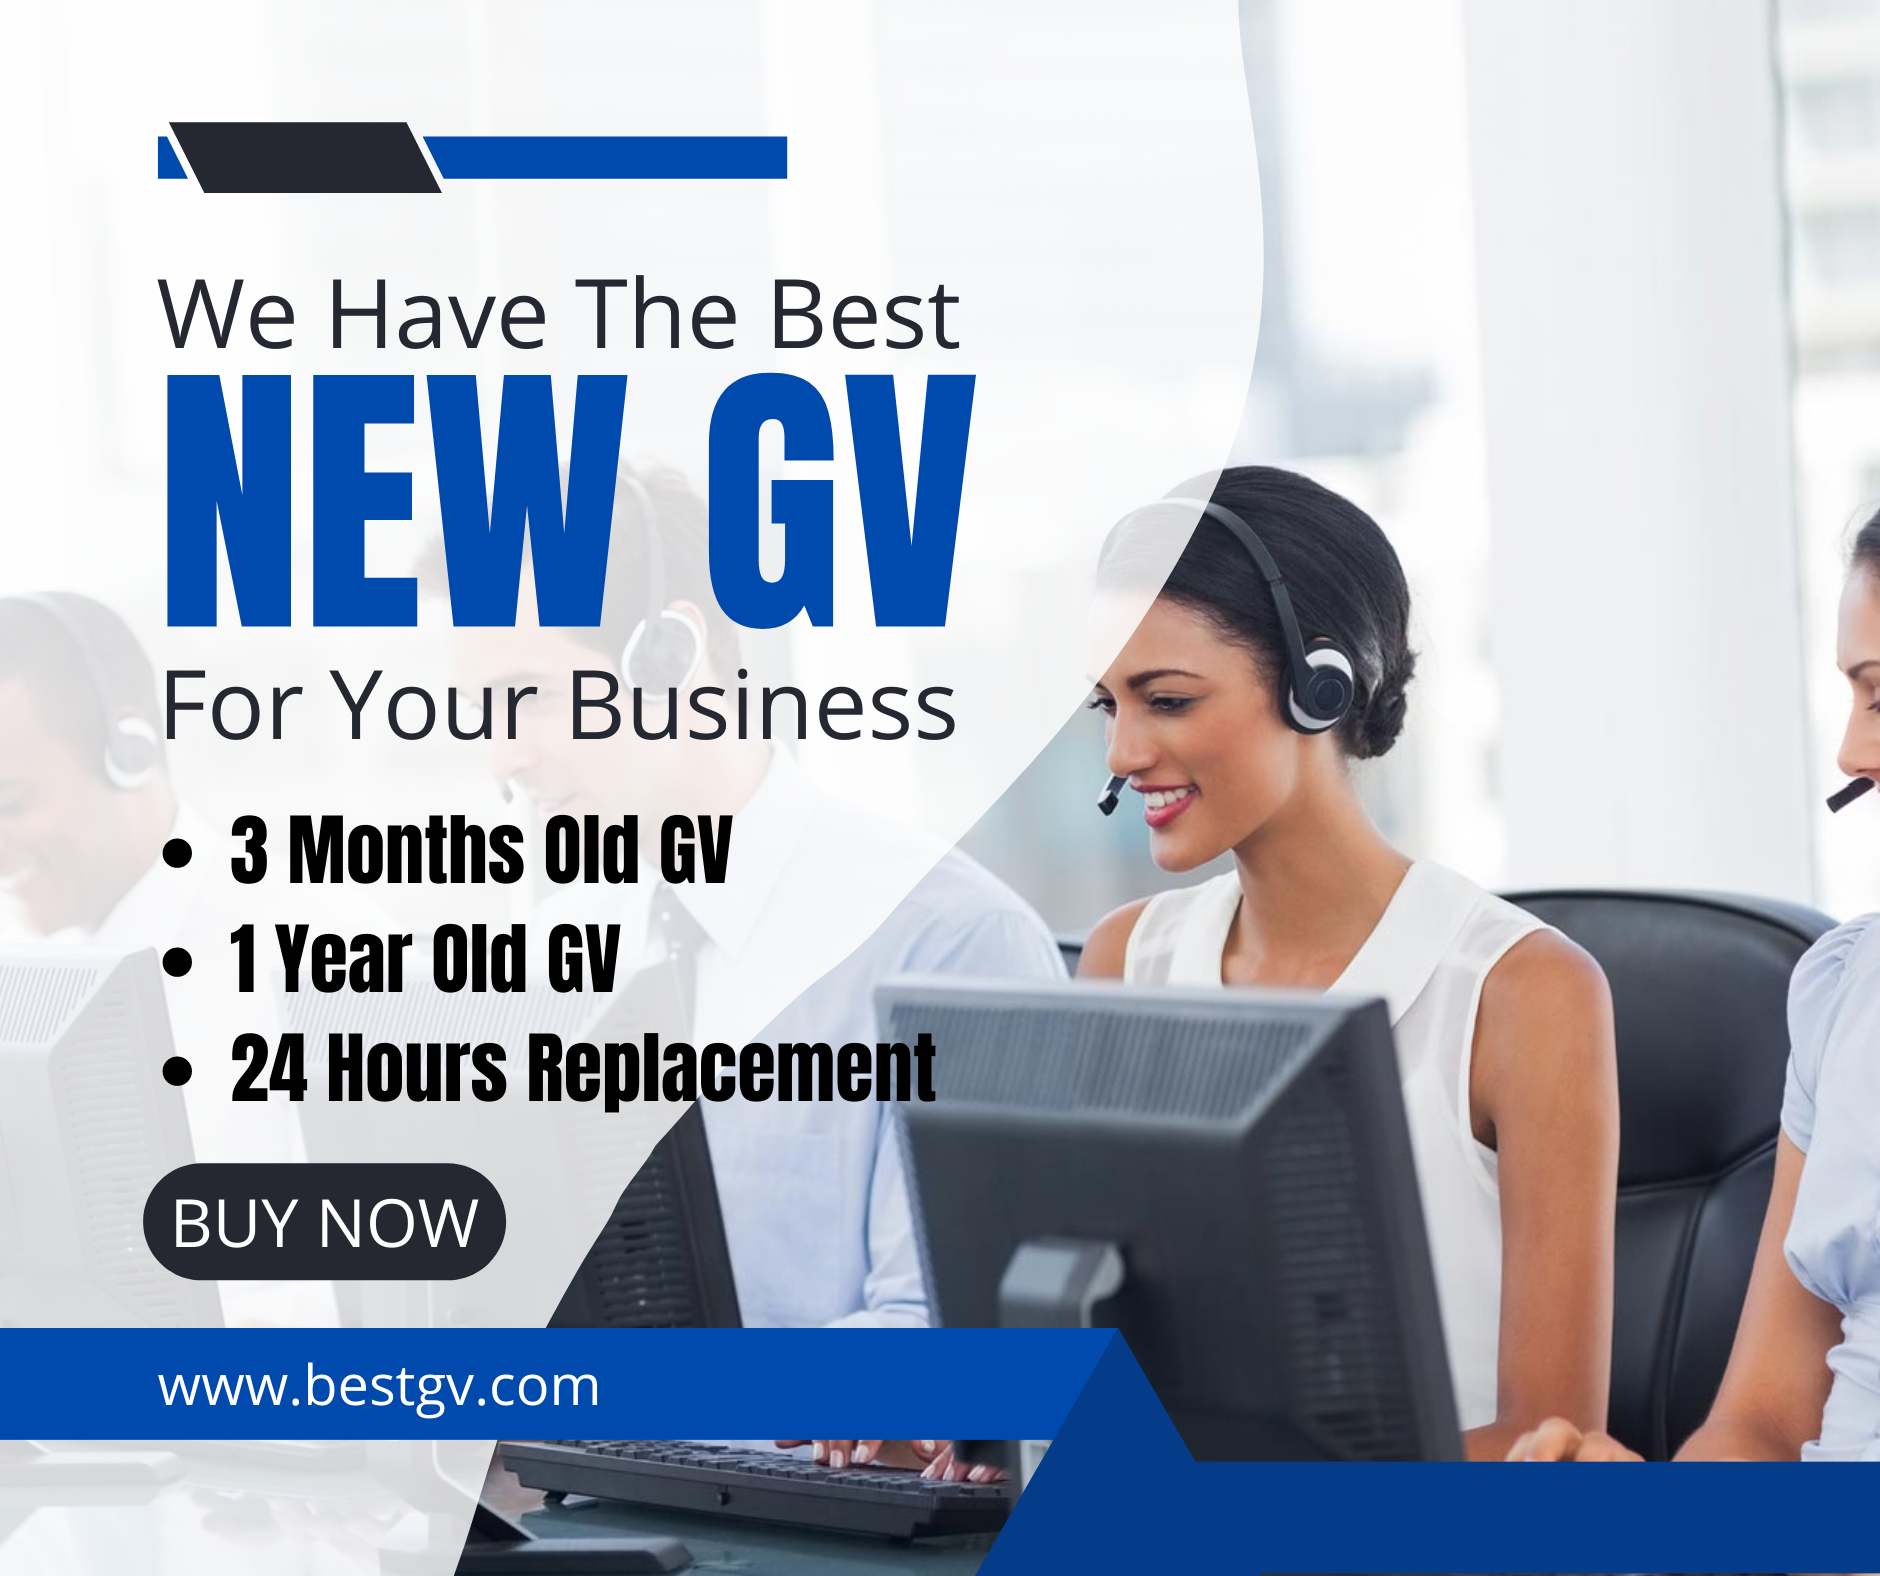 We Have The Best
NEW GV
For Your Business
• 3 Months Old GV
• 1 Year Old GV
• 24 Hours Replacement
BUY NOW
www.bestgv.com